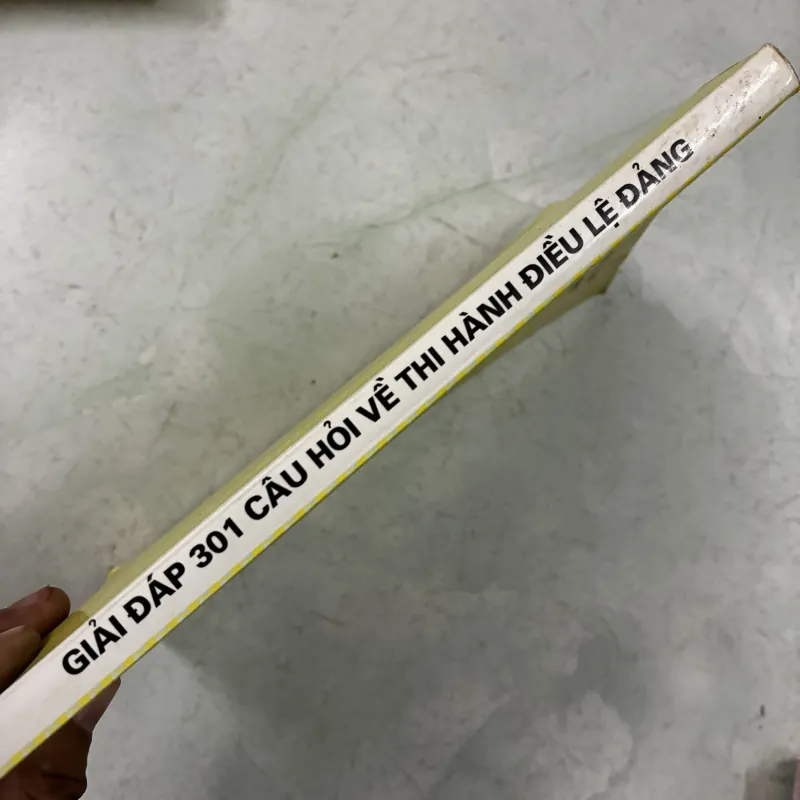 GIẢI ĐÁP 301 CÂU HỎI VỀ THI HÀNH ĐIỀU LỆ ĐẢNG